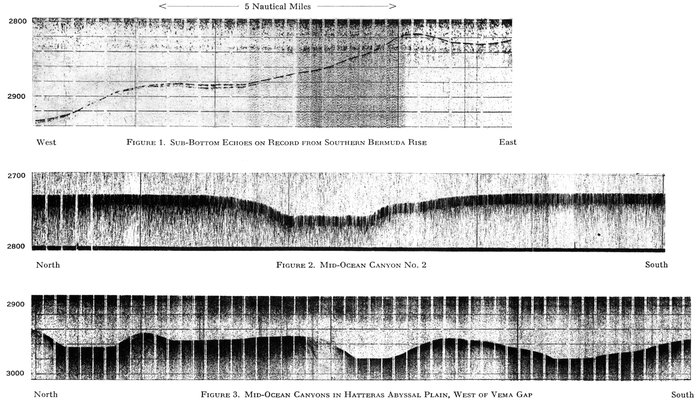 5 Nautical Miles
2800
2900
West FIGURE 1. SUB-BOTTOM ECHOES ON RECORD FROM SOUTHERN BERMUDA RISE East
2700
2800
North FIGURE 2. MID-OCEAN CANYON NO. 2 South
2900
3000
North FIGURE 3. MID-OCEAN CANYONS IN HATTERAS ABYSSAL PLAIN, WEST OF VEMA GAP South